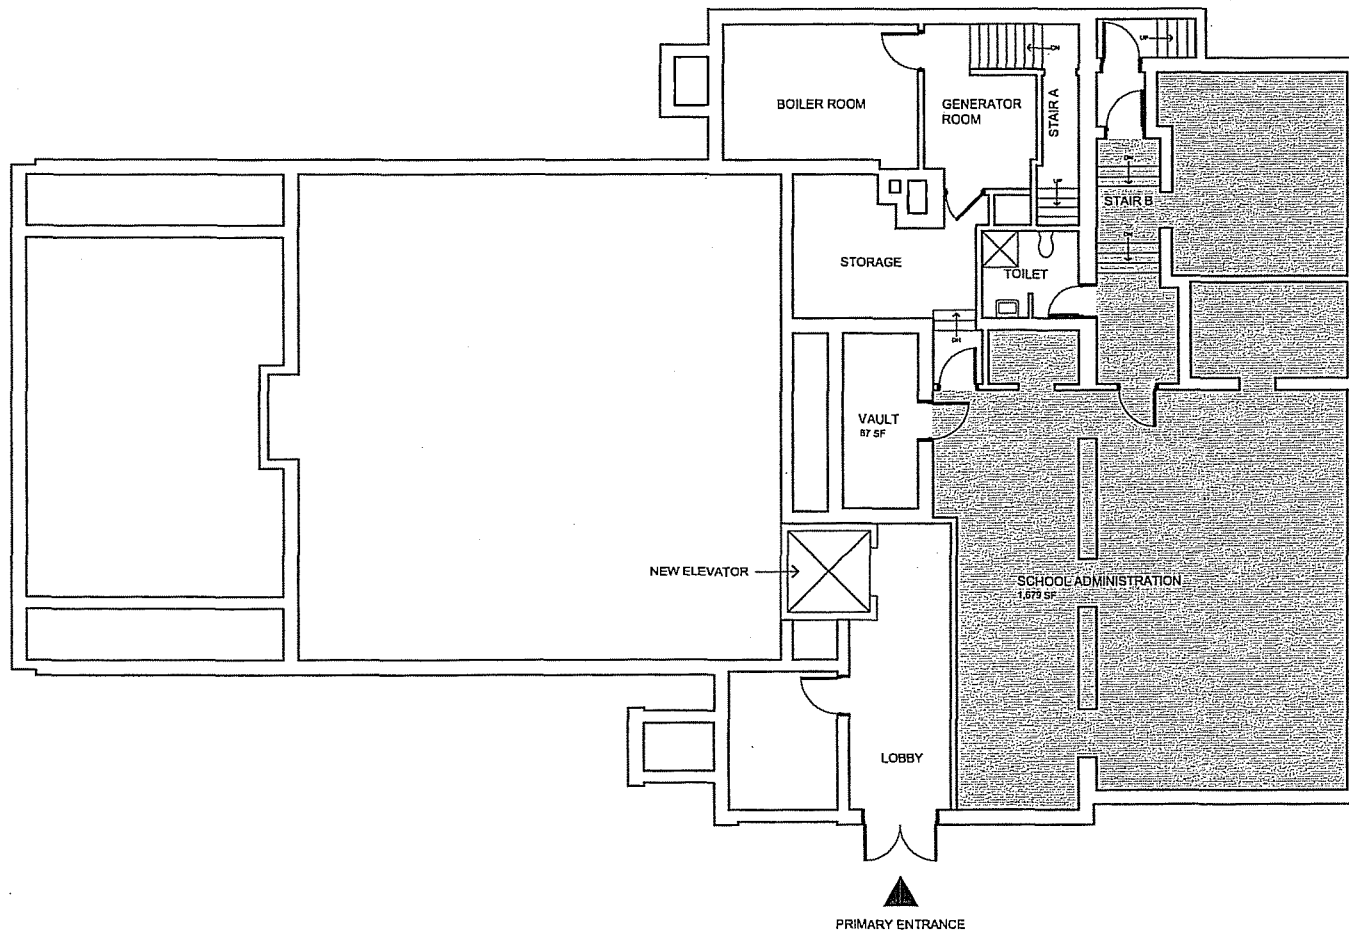 UP
DN
BOILER ROOM
GENERATOR
ROOM
STAIR A
DN
UP
STAIR B
DN
STORAGE
TOILET
DN
VAULT
87 SF
NEW ELEVATOR
SCHOOL ADMINISTRATION
1,679 SF
LOBBY
PRIMARY ENTRANCE